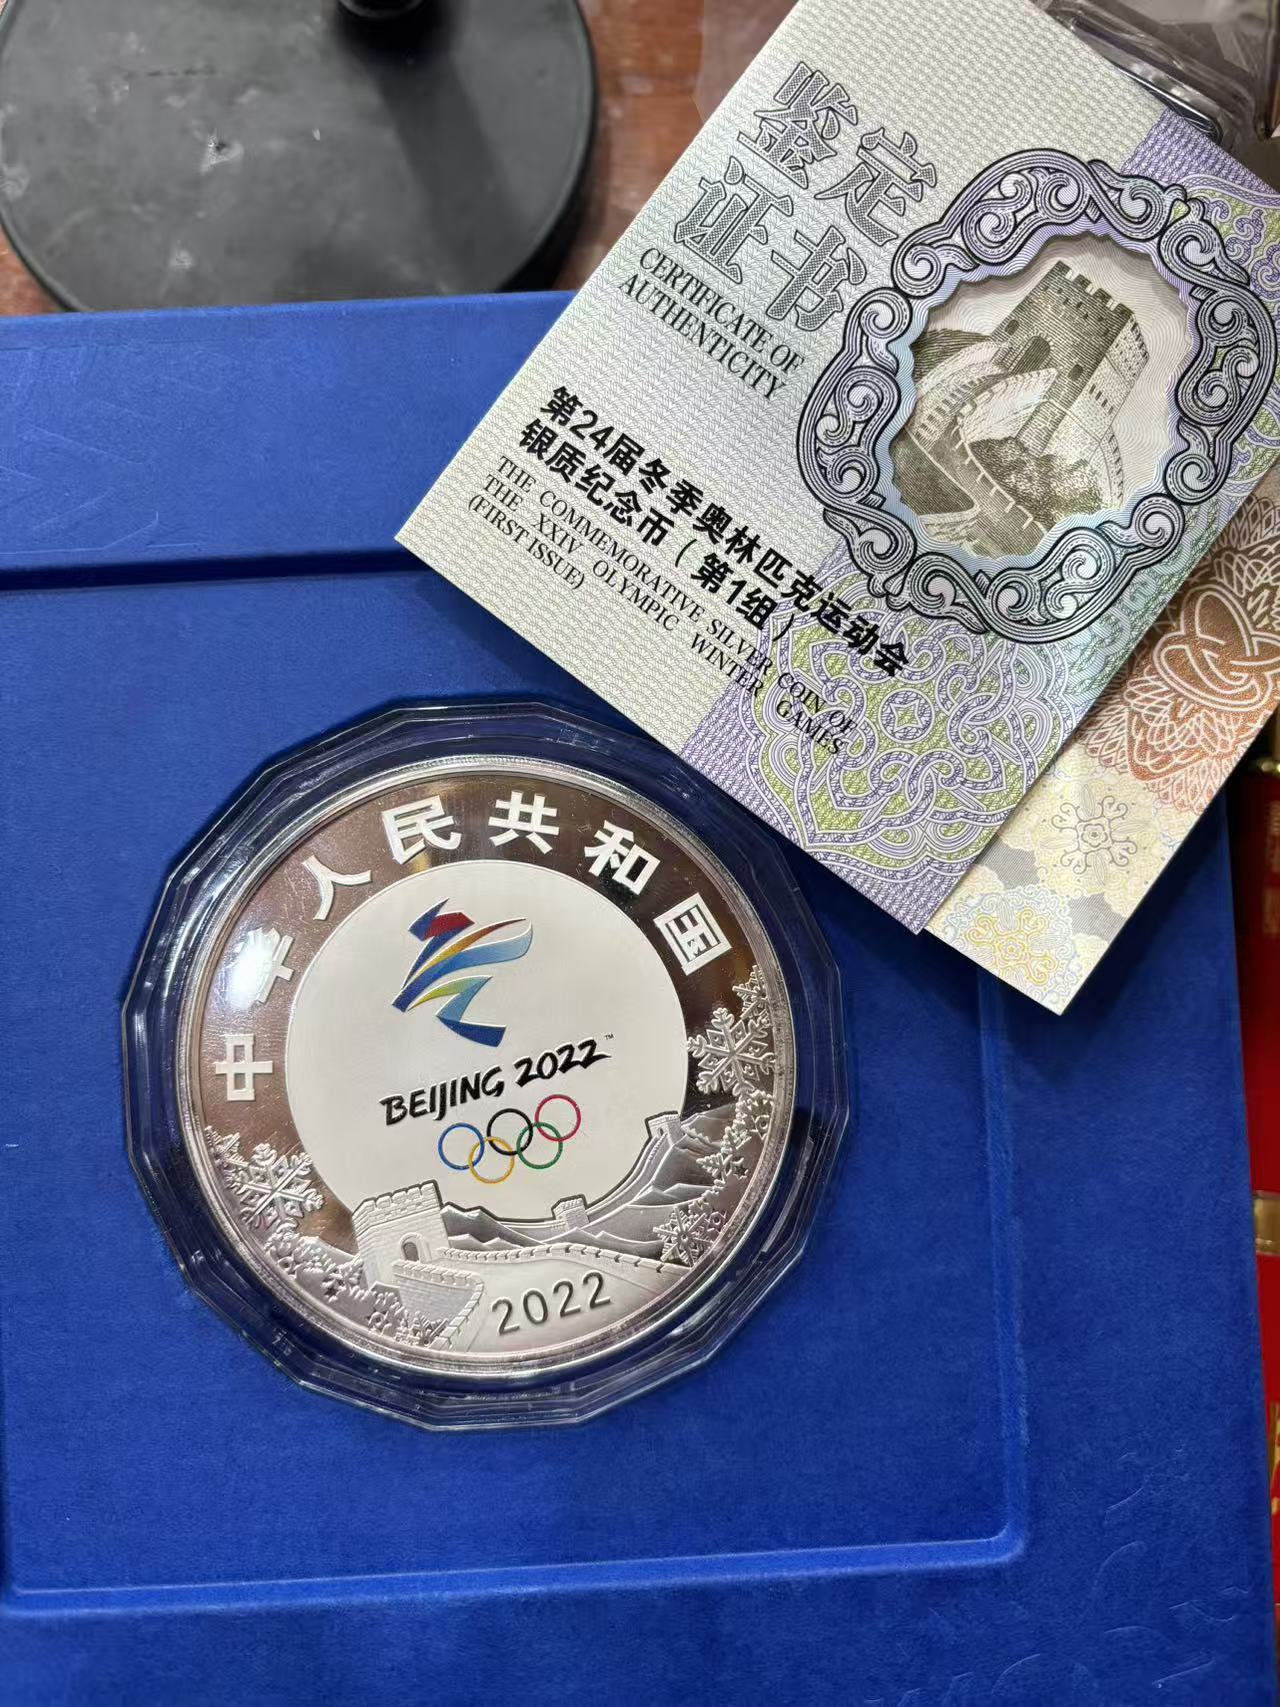 鉴定
证书
CERTIFICATE OF
AUTHENTICITY
第24届冬季奥林匹克运动会
银质纪念币(第1组)
THE COMMEMORATIVE SILVER COIN OF
THE XXIV OLYMPIC WINTER GAMES
(FIRST ISSUE)
中华人民共和国
BEIJING 2022™
2022